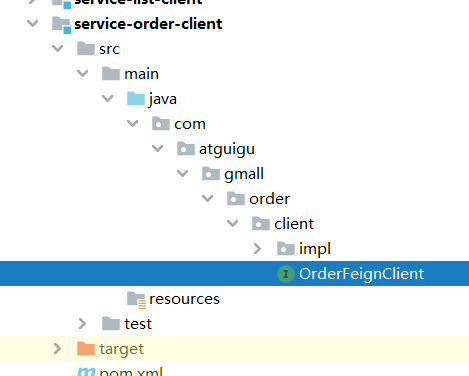 service-list-client
service-order-client
src
main
java
com
atguigu
gmall
order
client
impl
I OrderFeignClient
resources
test
target
pom.xml